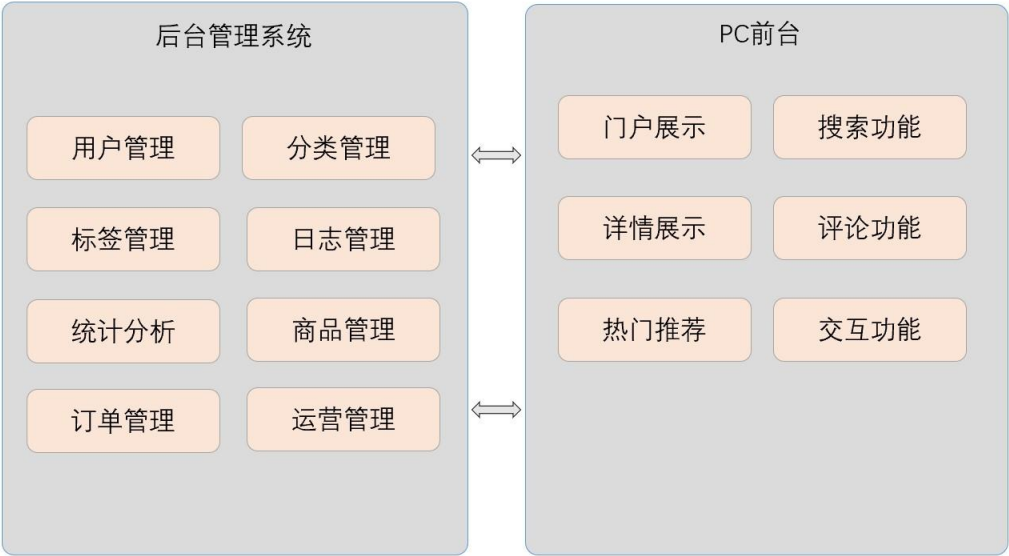 后台管理系统
用户管理
分类管理
标签管理
日志管理
统计分析
商品管理
订单管理
运营管理
PC前台
门户展示
搜索功能
详情展示
评论功能
热门推荐
交互功能